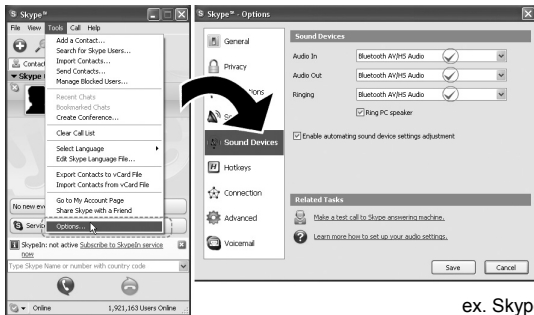 Skype™
File View Tools Call Help
Add a Contact...
Search for Skype Users...
Import Contacts...
Send Contacts...
Manage Blocked Users...
Recent Chats
Bookmarked Chats
Create Conference...
Clear Call List
Select Language
Edit Skype Language File...
Export Contacts to vCard File
Import Contacts from vCard File
Go to My Account Page
Share Skype with a Friend
Options...
Contact
Skype
No new eve
Servic
SkypeIn: not active Subscribe to SkypeIn service
now
Type Skype Name or number with country code
Online 1,921,163 Users Online
Skype™ - Options
General
Privacy
Sound Devices
Hotkeys
Connection
Advanced
Voicemail
Sound Devices
Audio In Bluetooth AV/HS Audio
Audio Out Bluetooth AV/HS Audio
Ringing Bluetooth AV/HS Audio
Ring PC speaker
Enable automating sound device settings adjustment
Related Tasks
Make a test call to Skype answering machine.
Learn more how to set up your audio settings.
Save Cancel
ex. Skyp